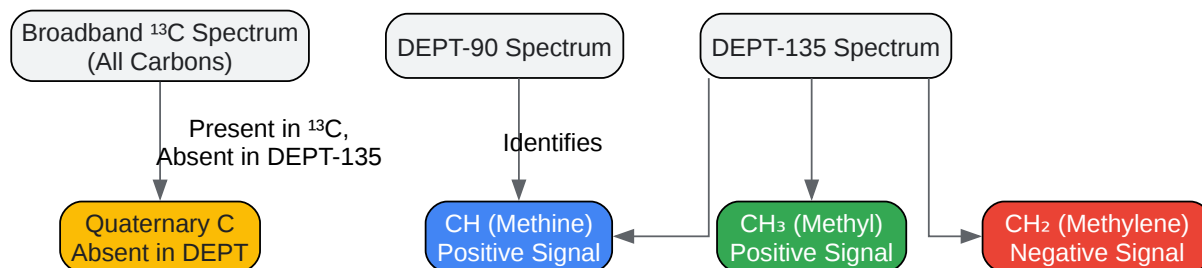 Broadband ¹³C Spectrum
(All Carbons)
DEPT-90 Spectrum
DEPT-135 Spectrum
Present in ¹³C,
Absent in DEPT-135
Identifies
Quaternary C
Absent in DEPT
CH (Methine)
Positive Signal
CH₃ (Methyl)
Positive Signal
CH₂ (Methylene)
Negative Signal